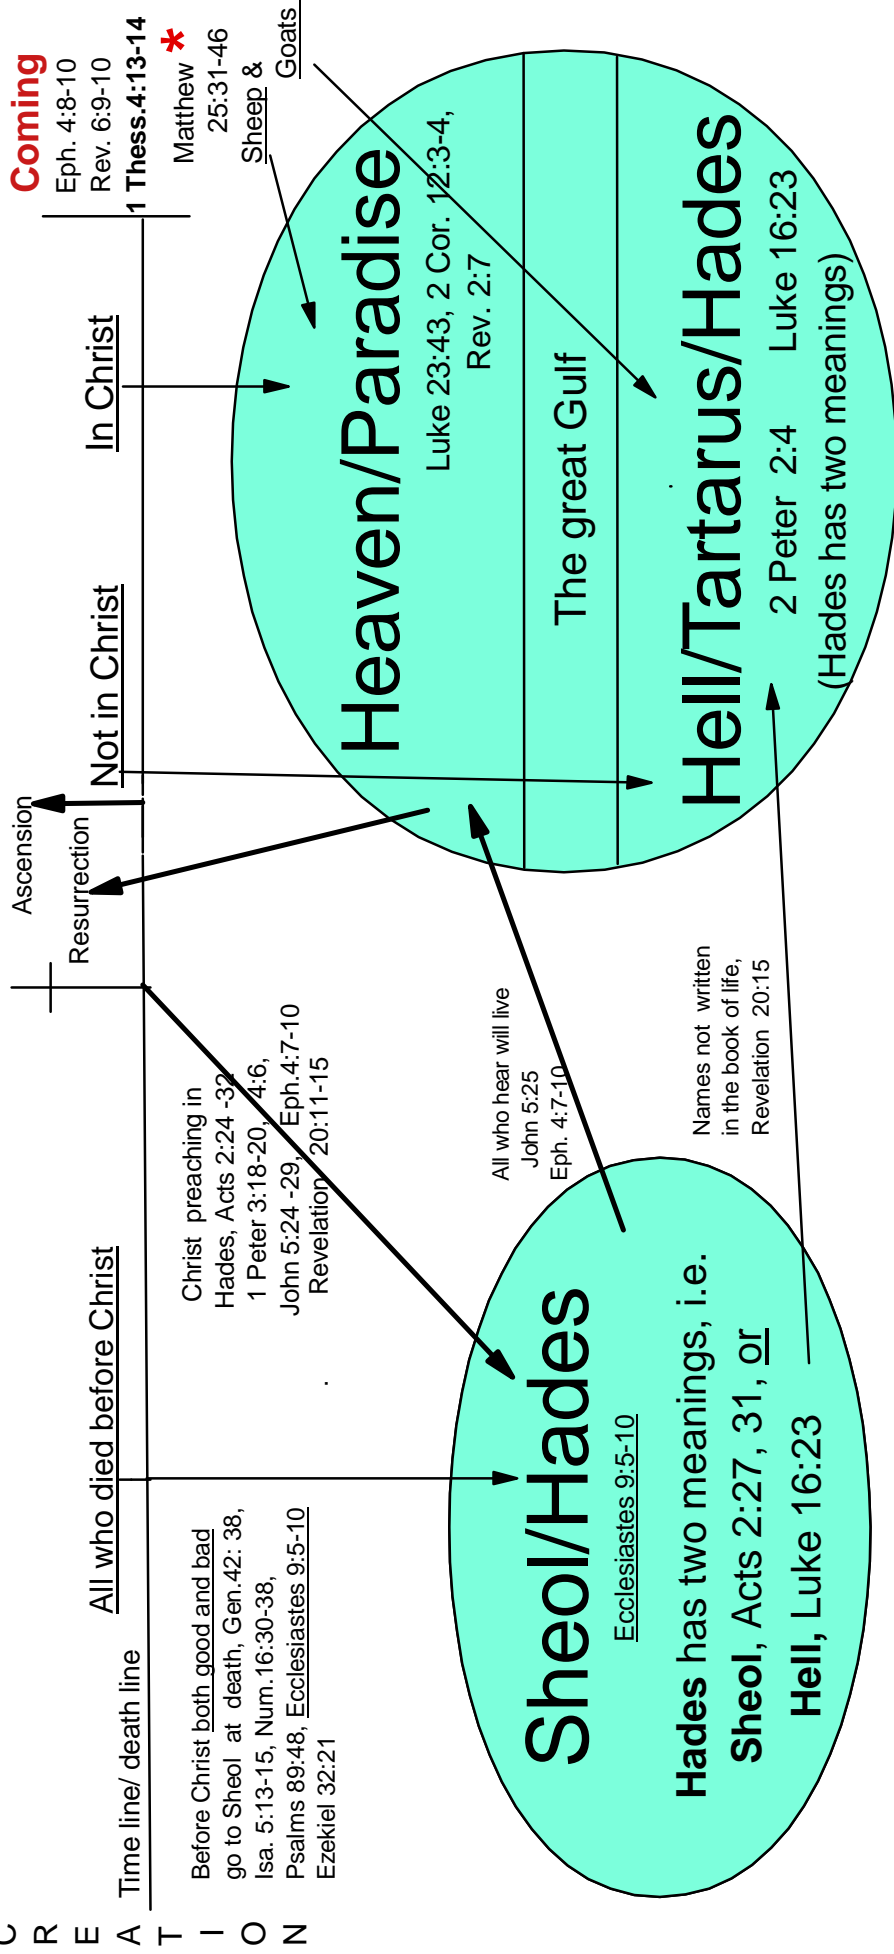 C
R
E
A
T
I
O
N
Time line/ death line
Before Christ both good and bad
go to Sheol at death, Gen.42: 38,
Isa. 5:13-15, Num.16:30-38,
Psalms 89:48, Ecclesiastes 9:5-10
Ezekiel 32:21
All who died before Christ
Christ preaching in
Hades, Acts 2:24 -32
1 Peter 3:18-20, 4:6,
John 5:24 -29, Eph.4:7-10
Revelation 20:11-15
Sheol/Hades
Ecclesiastes 9:5-10
Hades has two meanings, i.e.
Sheol, Acts 2:27, 31, or
Hell, Luke 16:23
All who hear will live
John 5:25
Eph. 4:7-10
Names not written
in the book of life,
Revelation 20:15
Ascension
Resurrection
Not in Christ
In Christ
Heaven/Paradise
Luke 23:43, 2 Cor. 12:3-4,
Rev. 2:7
The great Gulf
Hell/Tartarus/Hades
2 Peter 2:4 Luke 16:23
(Hades has two meanings)
Coming
Eph. 4:8-10
Rev. 6:9-10
1 Thess.4:13-14
Matthew *
25:31-46
Sheep &
Goats